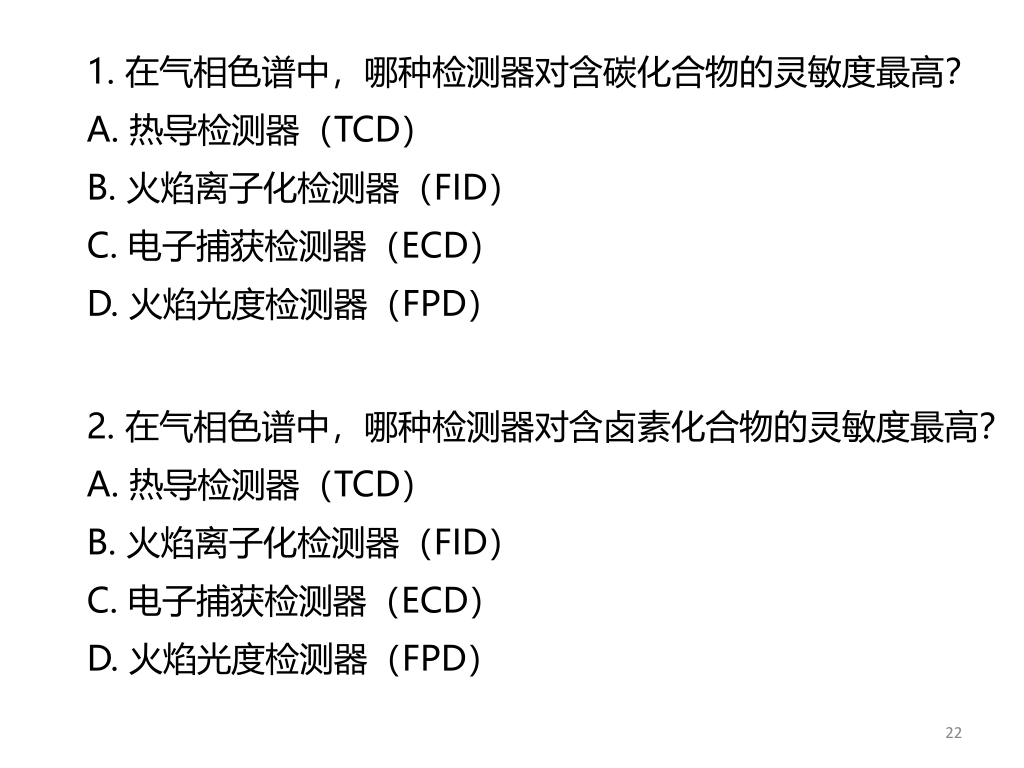 1. 在气相色谱中，哪种检测器对含碳化合物的灵敏度最高？
A. 热导检测器（TCD）
B. 火焰离子化检测器（FID）
C. 电子捕获检测器（ECD）
D. 火焰光度检测器（FPD）
2. 在气相色谱中，哪种检测器对含卤素化合物的灵敏度最高？
A. 热导检测器（TCD）
B. 火焰离子化检测器（FID）
C. 电子捕获检测器（ECD）
D. 火焰光度检测器（FPD）
22